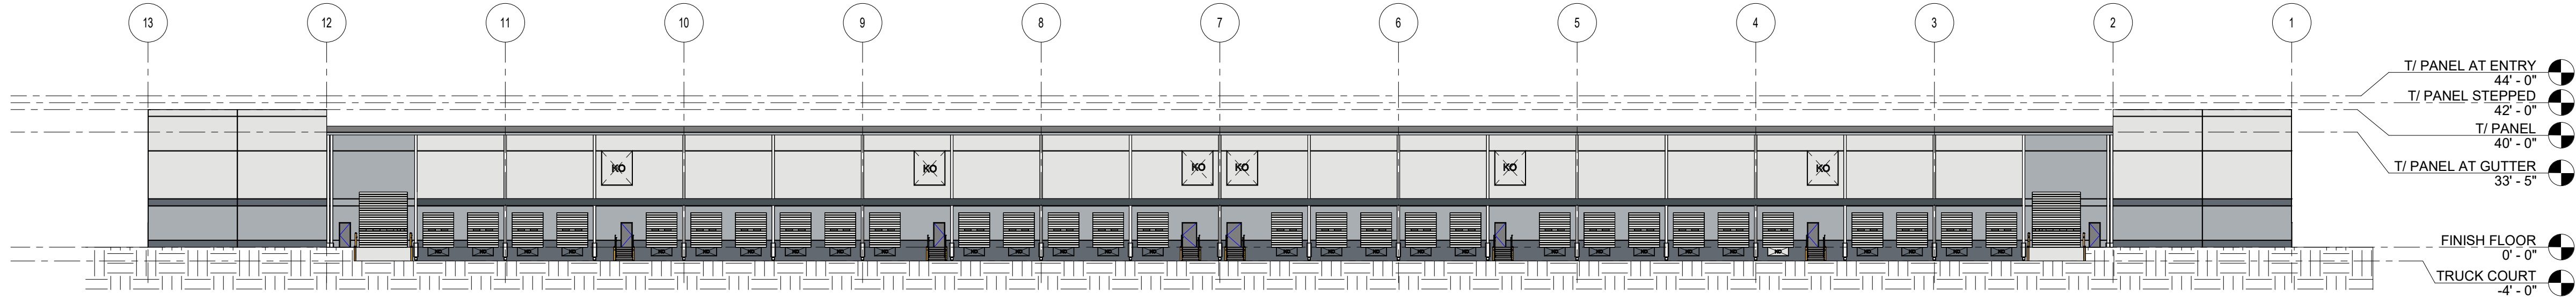 13 12 11 10 9 8 7 6 5 4 3 2 1
T/ PANEL AT ENTRY
44' - 0"
T/ PANEL STEPPED
42' - 0"
T/ PANEL
40' - 0"
T/ PANEL AT GUTTER
33' - 5"
KO KO KO KO KO KO
FINISH FLOOR
0' - 0"
TRUCK COURT
-4' - 0"